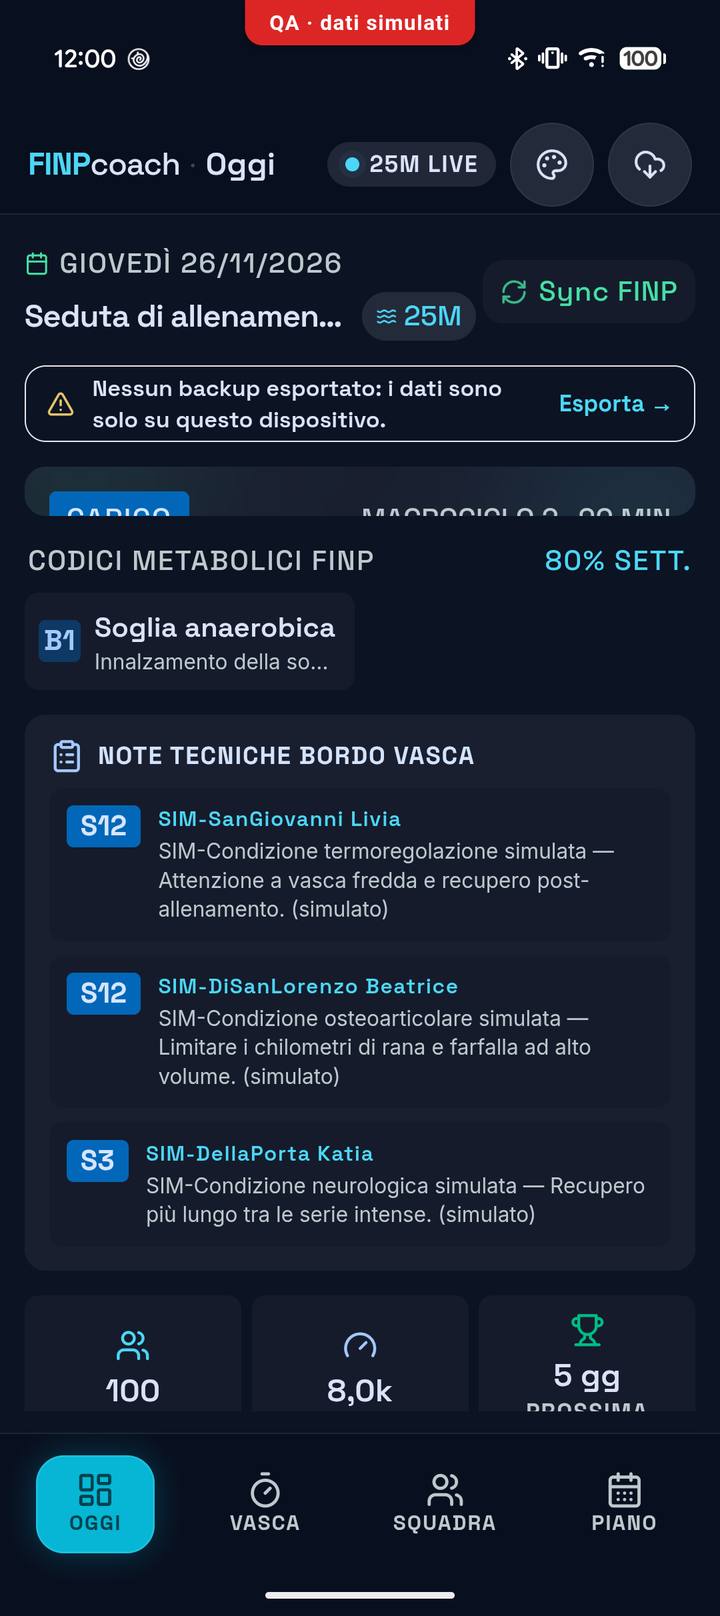 QA · dati simulati
12:00
100
FINPcoach · Oggi
25M LIVE
GIOVEDÌ 26/11/2026
Sync FINP
Seduta di allenamen...
25M
Nessun backup esportato: i dati sono
solo su questo dispositivo.
Esporta →
CARICO
MACROCICLO 2
MIN
CODICI METABOLICI FINP
80% SETT.
B1
Soglia anaerobica
Innalzamento della so...
NOTE TECNICHE BORDO VASCA
S12
SIM-SanGiovanni Livia
SIM-Condizione termoregolazione simulata —
Attenzione a vasca fredda e recupero post-
allenamento. (simulato)
S12
SIM-DiSanLorenzo Beatrice
SIM-Condizione osteoarticolare simulata —
Limitare i chilometri di rana e farfalla ad alto
volume. (simulato)
S3
SIM-DellaPorta Katia
SIM-Condizione neurologica simulata — Recupero
più lungo tra le serie intense. (simulato)
100
8,0k
5 gg
PROSSIMA
OGGI
VASCA
SQUADRA
PIANO